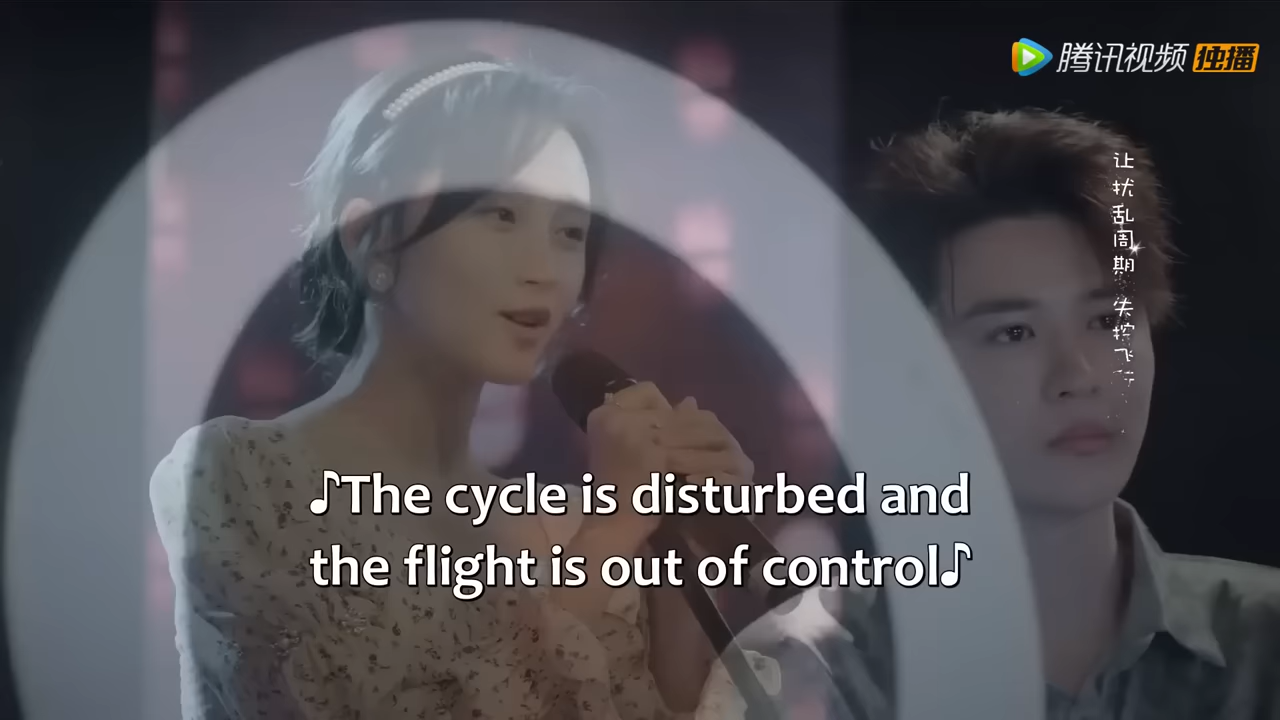 腾讯视频 独播
让扰乱周期 失控飞行
♪The cycle is disturbed and
the flight is out of control♪